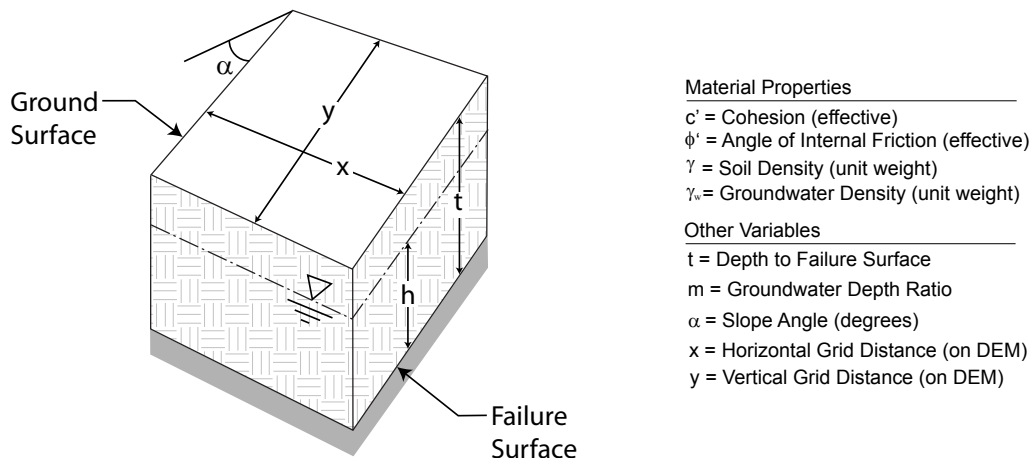 α
Ground
Surface
y
x
t
h
Failure
Surface
Material Properties
c' = Cohesion (effective)
ϕ' = Angle of Internal Friction (effective)
γ = Soil Density (unit weight)
γw= Groundwater Density (unit weight)
Other Variables
t = Depth to Failure Surface
m = Groundwater Depth Ratio
α = Slope Angle (degrees)
x = Horizontal Grid Distance (on DEM)
y = Vertical Grid Distance (on DEM)